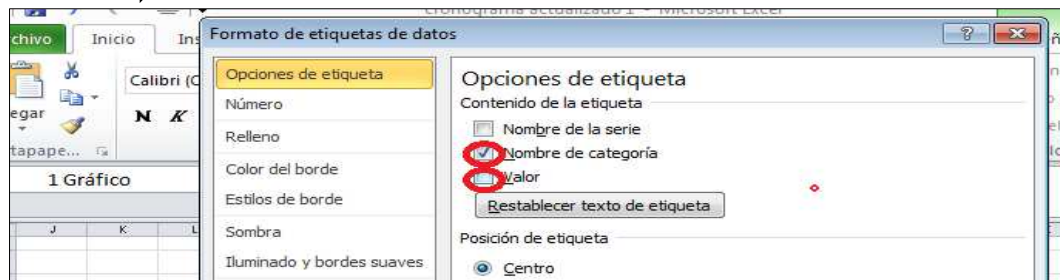 cronograma actualizado 1 - Microsoft Excel
Archivo Inicio Ins
Formato de etiquetas de datos
Calibri (C
egar
N K
tapape...
1 Gráfico
J K L
Opciones de etiqueta
Número
Relleno
Color del borde
Estilos de borde
Sombra
Iluminado y bordes suaves
Opciones de etiqueta
Contenido de la etiqueta
Nombre de la serie
Nombre de categoría
Valor
Restablecer texto de etiqueta
Posición de etiqueta
Centro